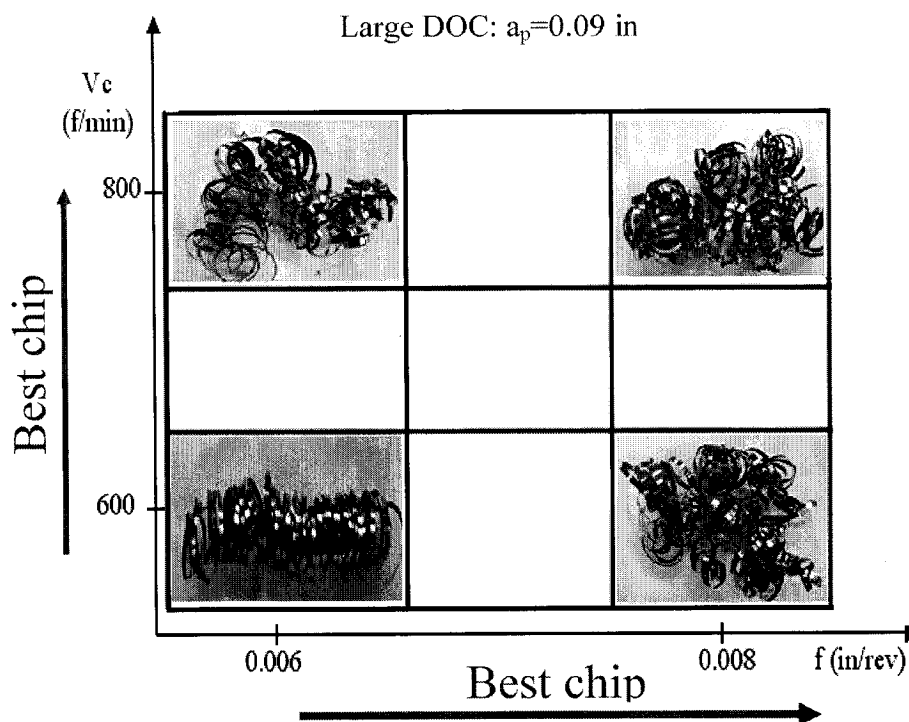 Large DOC: ap=0.09 in
Vc
(f/min)
800
600
Best chip
0.006
0.008
f (in/rev)
Best chip